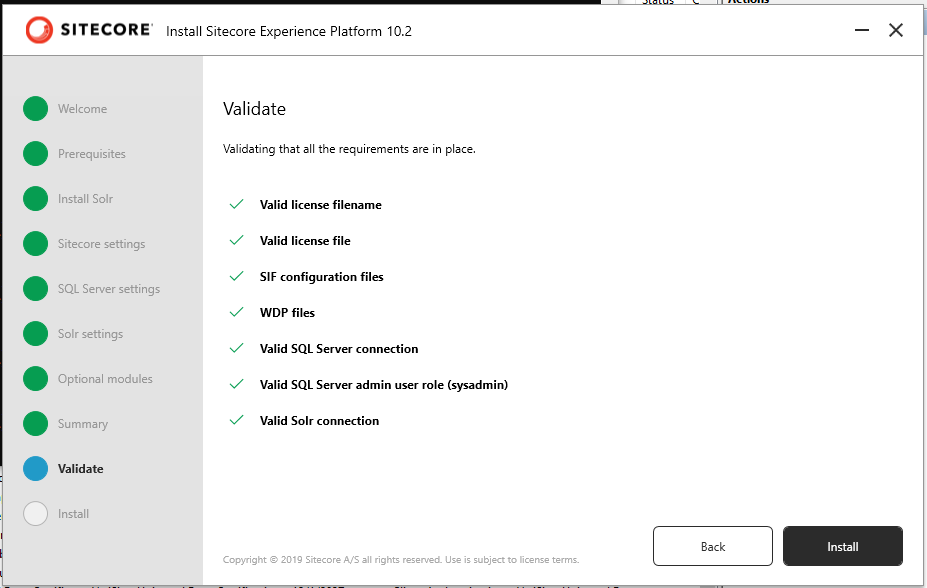 Status
Actions
SITECORE Install Sitecore Experience Platform 10.2
Welcome
Prerequisites
Install Solr
Sitecore settings
SQL Server settings
Solr settings
Optional modules
Summary
Validate
Install
Validate
Validating that all the requirements are in place.
Valid license filename
Valid license file
SIF configuration files
WDP files
Valid SQL Server connection
Valid SQL Server admin user role (sysadmin)
Valid Solr connection
Back
Install
Copyright © 2019 Sitecore A/S all rights reserved. Use is subject to license terms.